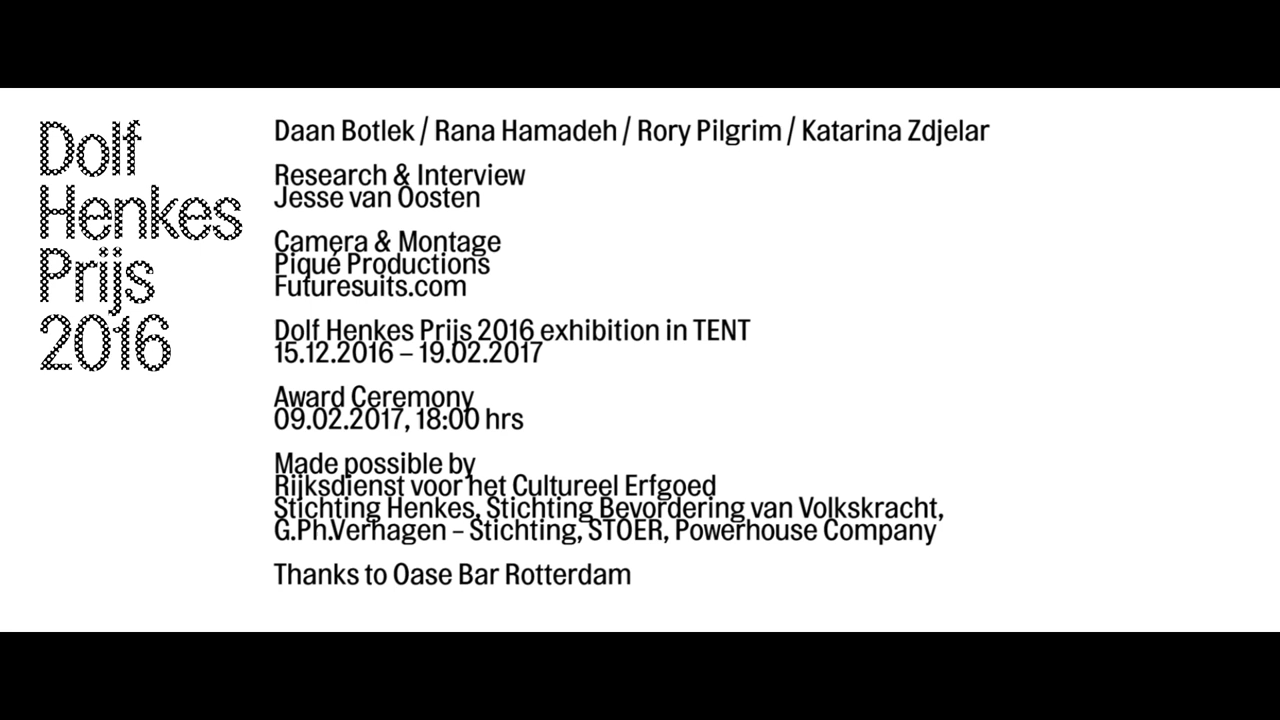 Dolf
Henkes
Prijs
2016
Daan Botlek / Rana Hamadeh / Rory Pilgrim / Katarina Zdjelar
Research & Interview
Jesse van Oosten
Camera & Montage
Piqué Productions
Futuresuits.com
Dolf Henkes Prijs 2016 exhibition in TENT
15.12.2016 – 19.02.2017
Award Ceremony
09.02.2017, 18:00 hrs
Made possible by
Rijksdienst voor het Cultureel Erfgoed
Stichting Henkes, Stichting Bevordering van Volkskracht,
G.Ph.Verhagen – Stichting, STOER, Powerhouse Company
Thanks to Oase Bar Rotterdam